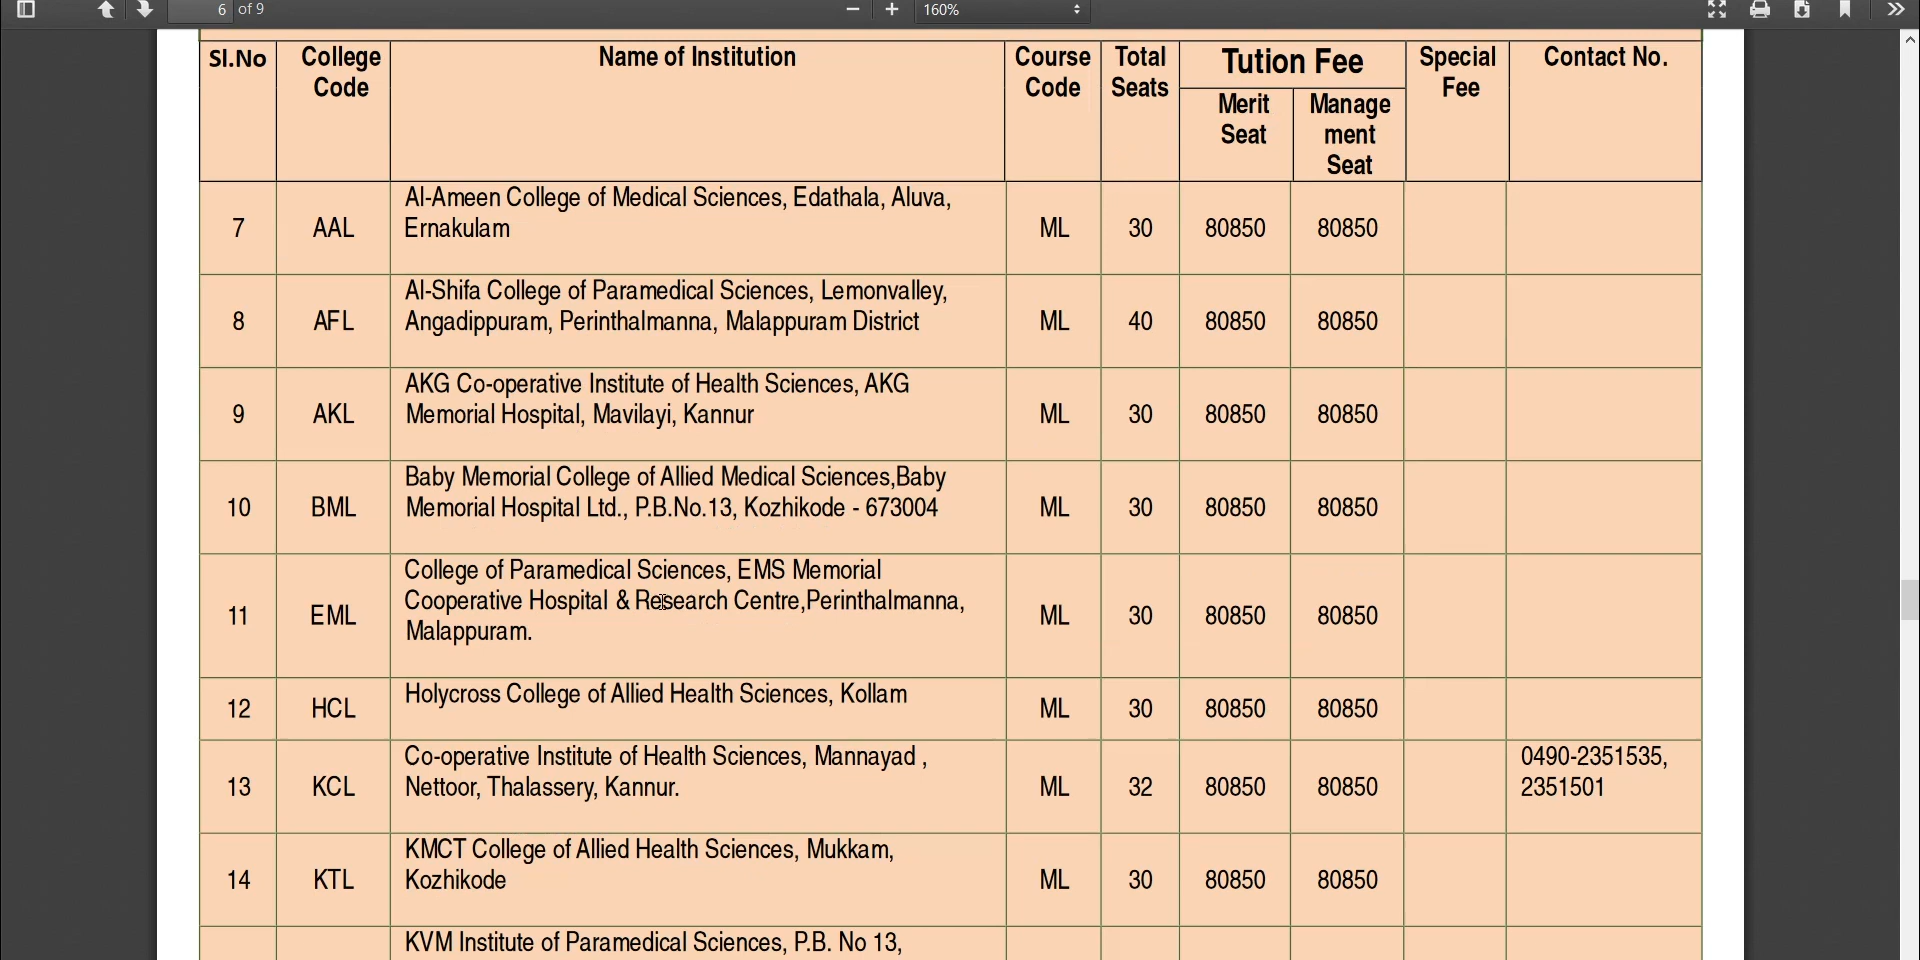 6 of 9
160%
Sl.No College Code Name of Institution Course Code Total Seats Tution Fee Special Fee Contact No.
Merit Seat Manage ment Seat
7 AAL Al-Ameen College of Medical Sciences, Edathala, Aluva, Ernakulam ML 30 80850 80850
8 AFL Al-Shifa College of Paramedical Sciences, Lemonvalley, Angadippuram, Perinthalmanna, Malappuram District ML 40 80850 80850
9 AKL AKG Co-operative Institute of Health Sciences, AKG Memorial Hospital, Mavilayi, Kannur ML 30 80850 80850
10 BML Baby Memorial College of Allied Medical Sciences,Baby Memorial Hospital Ltd., P.B.No.13, Kozhikode - 673004 ML 30 80850 80850
11 EML College of Paramedical Sciences, EMS Memorial Cooperative Hospital & Research Centre,Perinthalmanna, Malappuram. ML 30 80850 80850
12 HCL Holycross College of Allied Health Sciences, Kollam ML 30 80850 80850
13 KCL Co-operative Institute of Health Sciences, Mannayad , Nettoor, Thalassery, Kannur. ML 32 80850 80850 0490-2351535, 2351501
14 KTL KMCT College of Allied Health Sciences, Mukkam, Kozhikode ML 30 80850 80850
KVM Institute of Paramedical Sciences, P.B. No 13,